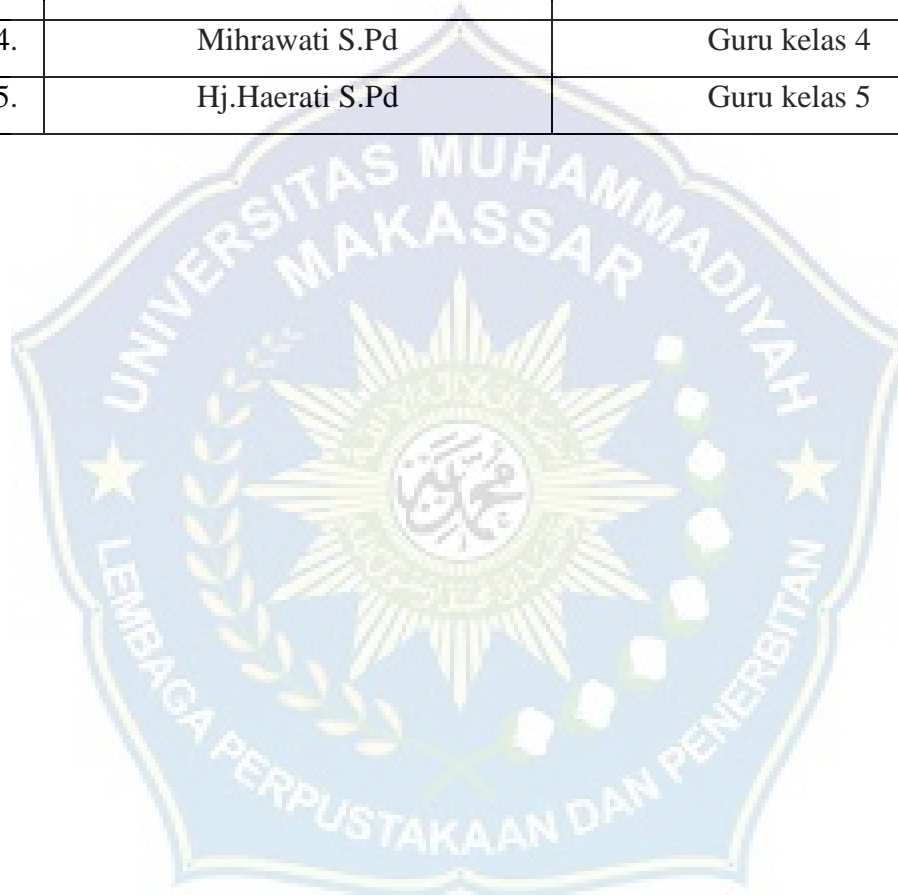 4. Mihrawati S.Pd Guru kelas 4
5. Hj.Haerati S.Pd Guru kelas 5
UNIVERSITAS MUHAMMADIYAH
MAKASSAR
LEMBAGA PERPUSTAKAAN DAN PENERBITAN